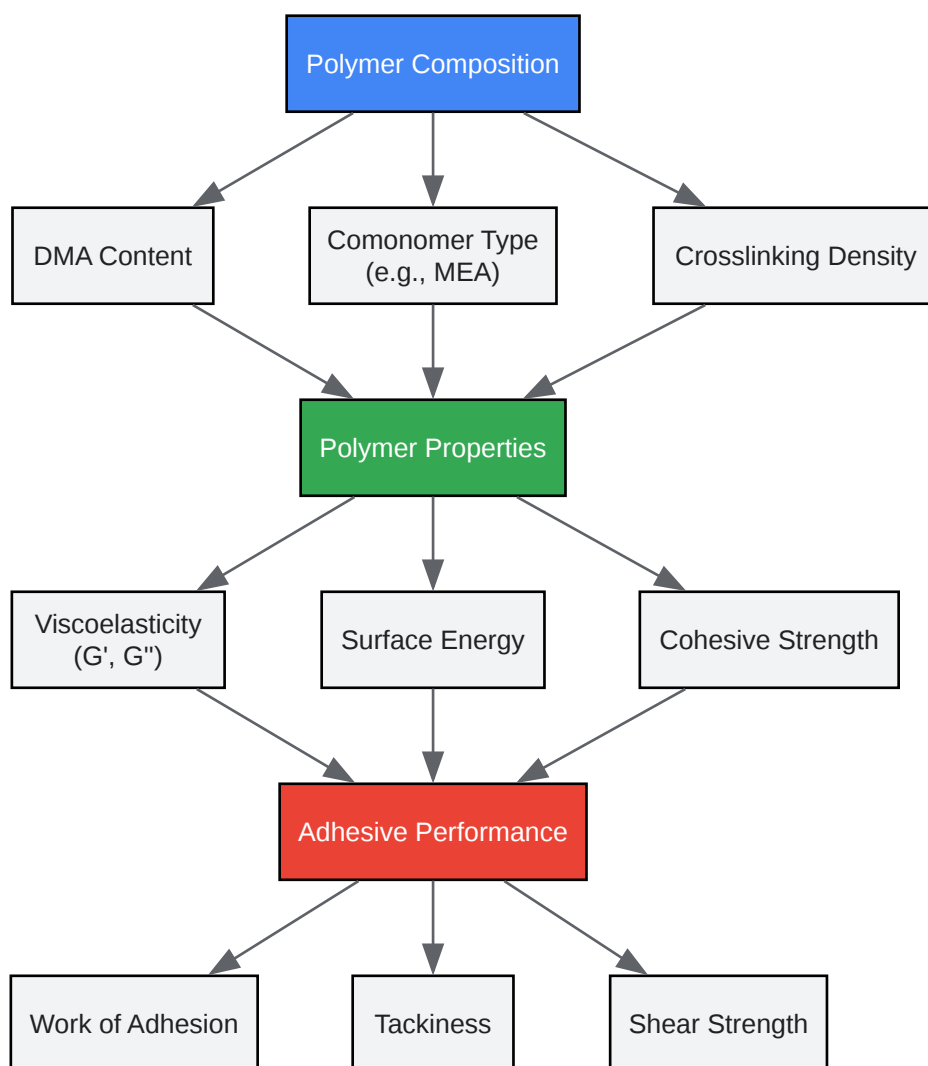 Polymer Composition
DMA Content
Comonomer Type
(e.g., MEA)
Crosslinking Density
Polymer Properties
Viscoelasticity
(G', G'')
Surface Energy
Cohesive Strength
Adhesive Performance
Work of Adhesion
Tackiness
Shear Strength